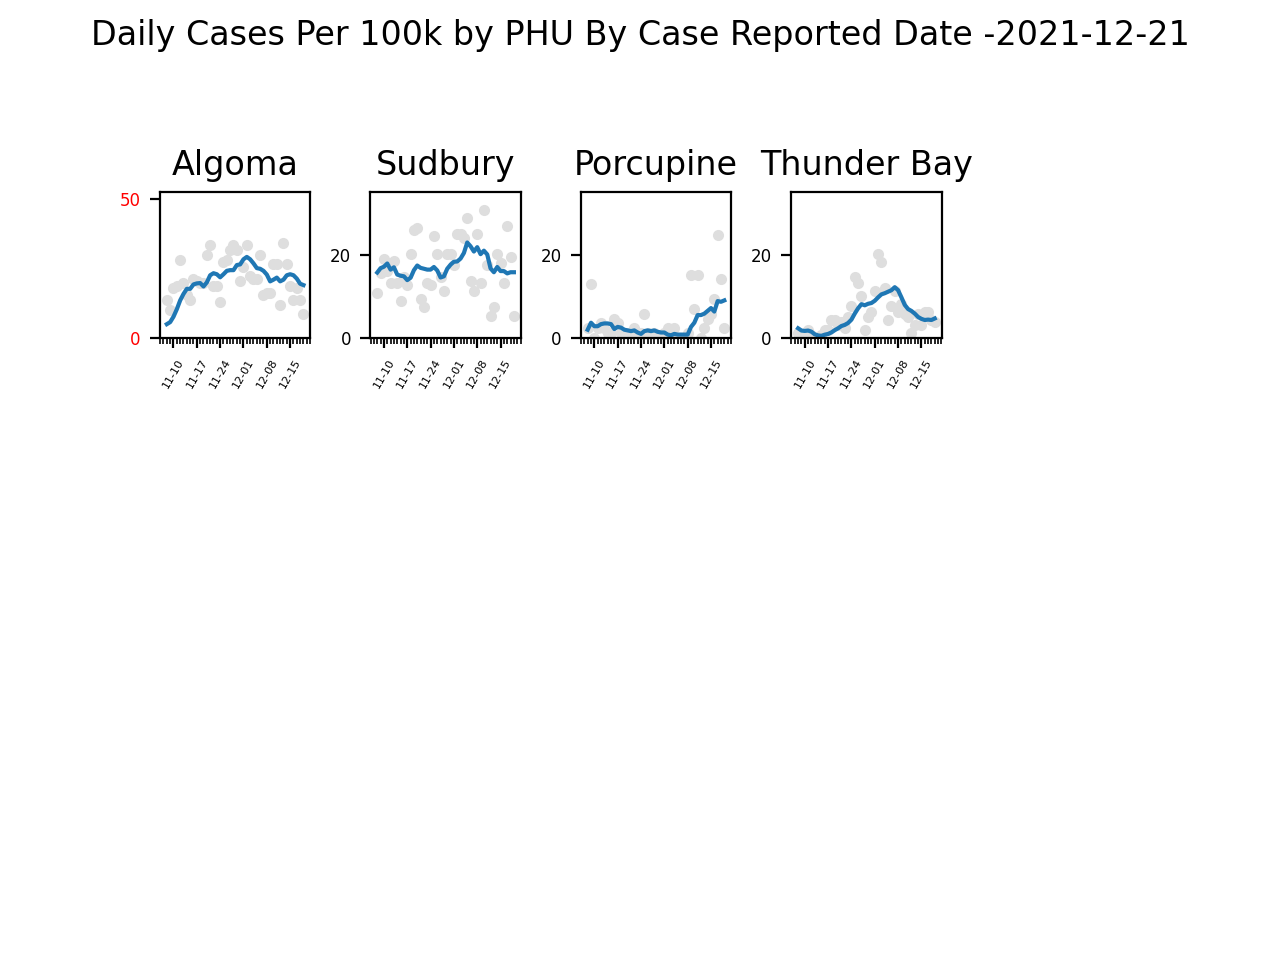 Daily Cases Per 100k by PHU By Case Reported Date -2021-12-21
Algoma Sudbury Porcupine Thunder Bay
50
20 20 20
0 0 0 0
11-10 11-17 11-24 12-01 12-08 12-15 11-10 11-17 11-24 12-01 12-08 12-15 11-10 11-17 11-24 12-01 12-08 12-15 11-10 11-17 11-24 12-01 12-08 12-15